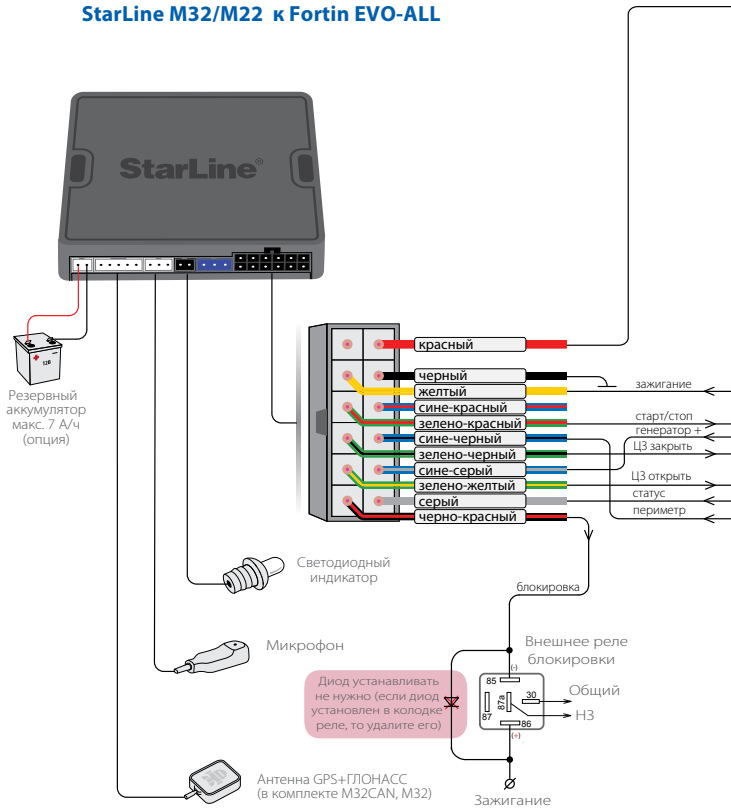 StarLine M32/M22 к Fortin EVO-ALL
StarLine®
12В
Резервный
аккумулятор
макс. 7 А/ч
(опция)
красный
черный
желтый
сине-красный
зелено-красный
сине-черный
зелено-черный
сине-серый
зелено-желтый
серый
черно-красный
зажигание
старт/стоп
генератор +
ЦЗ закрыть
ЦЗ открыть
статус
периметр
Светодиодный
индикатор
блокировка
Микрофон
Внешнее реле
блокировки
Диод устанавливать
не нужно (если диод
установлен в колодке
реле, то удалите его)
(-)
85
87
87a
30
86
(+)
Общий
НЗ
Антенна GPS+ГЛОНАСС
(в комплекте M32CAN, M32)
Зажигание